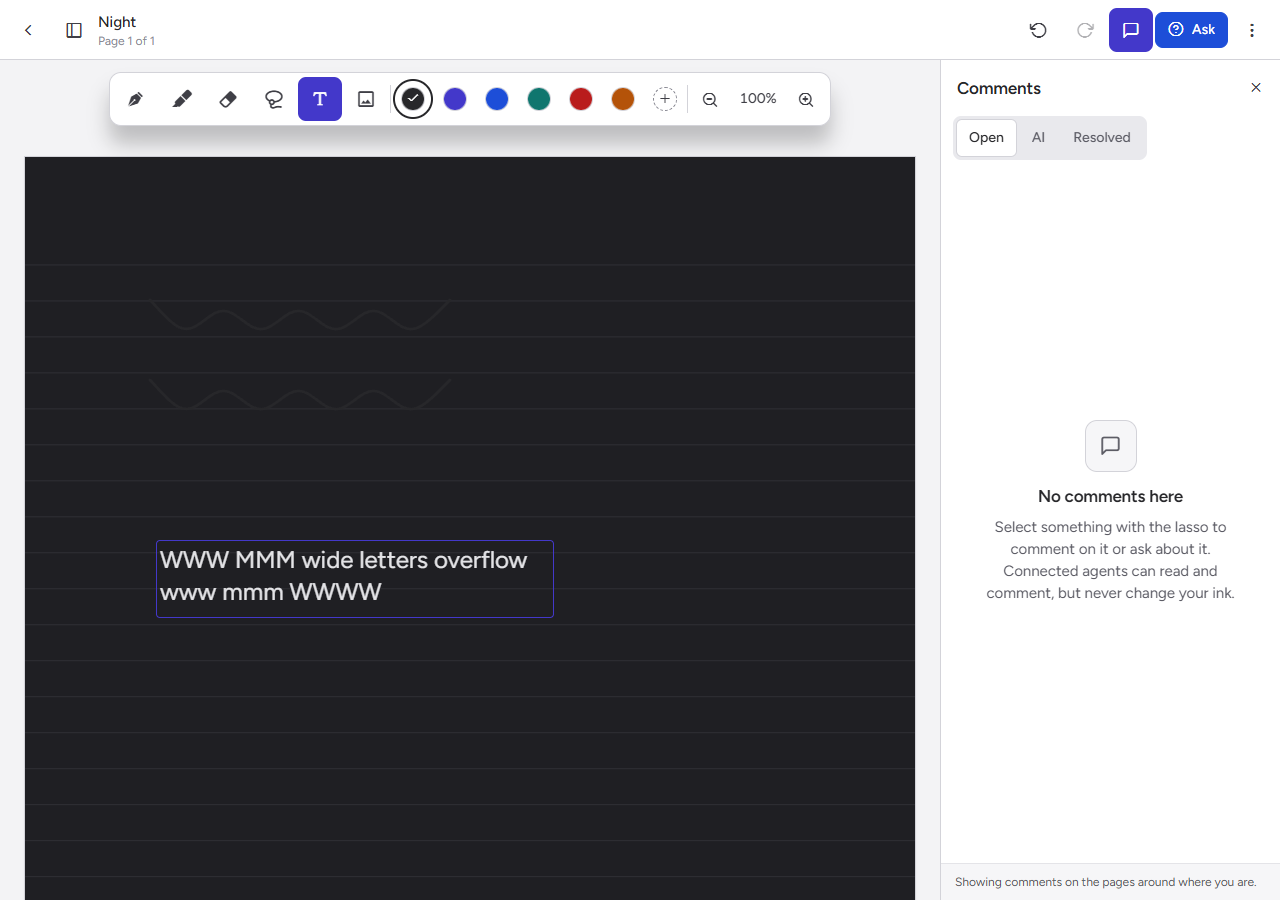 Night
Page 1 of 1
Ask
T
100%
Comments
Open AI Resolved
WWW MMM wide letters overflow
www mmm WWWW
No comments here
Select something with the lasso to
comment on it or ask about it.
Connected agents can read and
comment, but never change your ink.
Showing comments on the pages around where you are.